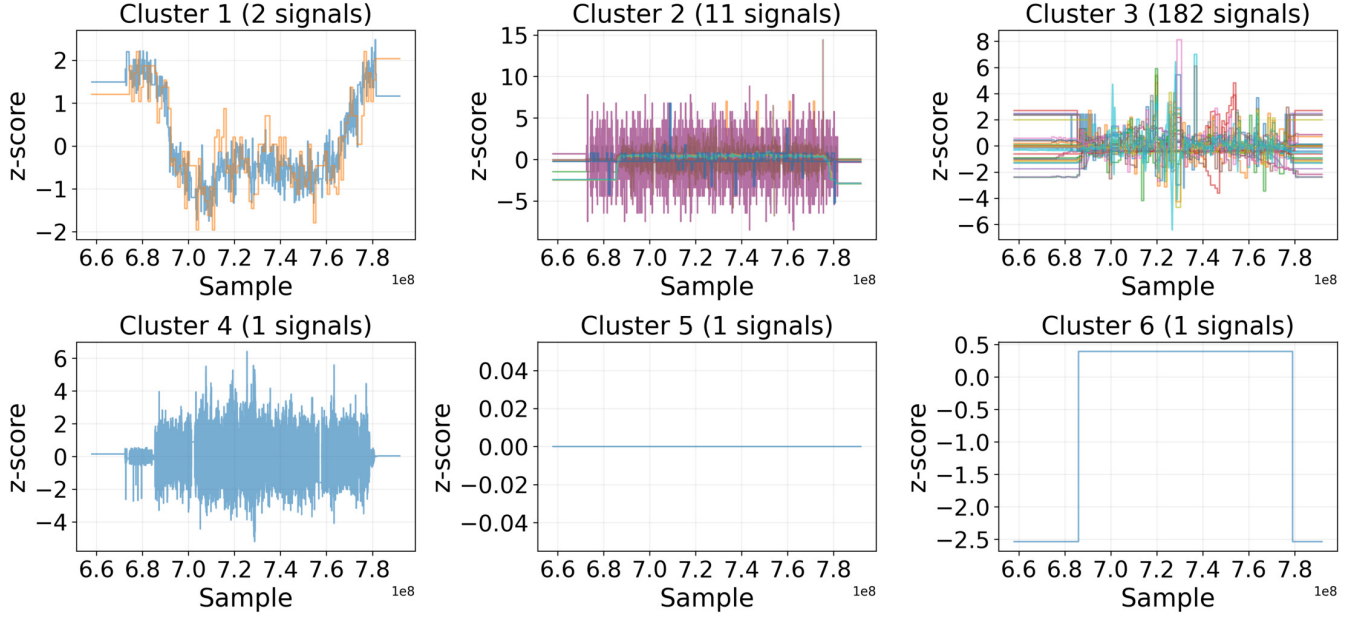 Cluster 1 (2 signals)
z-score
2
1
0
−1
−2
6.6 6.8 7.0 7.2 7.4 7.6 7.8
Sample
1e8
Cluster 2 (11 signals)
z-score
15
10
5
0
−5
6.6 6.8 7.0 7.2 7.4 7.6 7.8
Sample
1e8
Cluster 3 (182 signals)
z-score
8
6
4
2
0
−2
−4
−6
6.6 6.8 7.0 7.2 7.4 7.6 7.8
Sample
1e8
Cluster 4 (1 signals)
z-score
6
4
2
0
−2
−4
6.6 6.8 7.0 7.2 7.4 7.6 7.8
Sample
1e8
Cluster 5 (1 signals)
z-score
0.04
0.02
0.00
−0.02
−0.04
6.6 6.8 7.0 7.2 7.4 7.6 7.8
Sample
1e8
Cluster 6 (1 signals)
z-score
0.5
0.0
−0.5
−1.0
−1.5
−2.0
−2.5
6.6 6.8 7.0 7.2 7.4 7.6 7.8
Sample
1e8